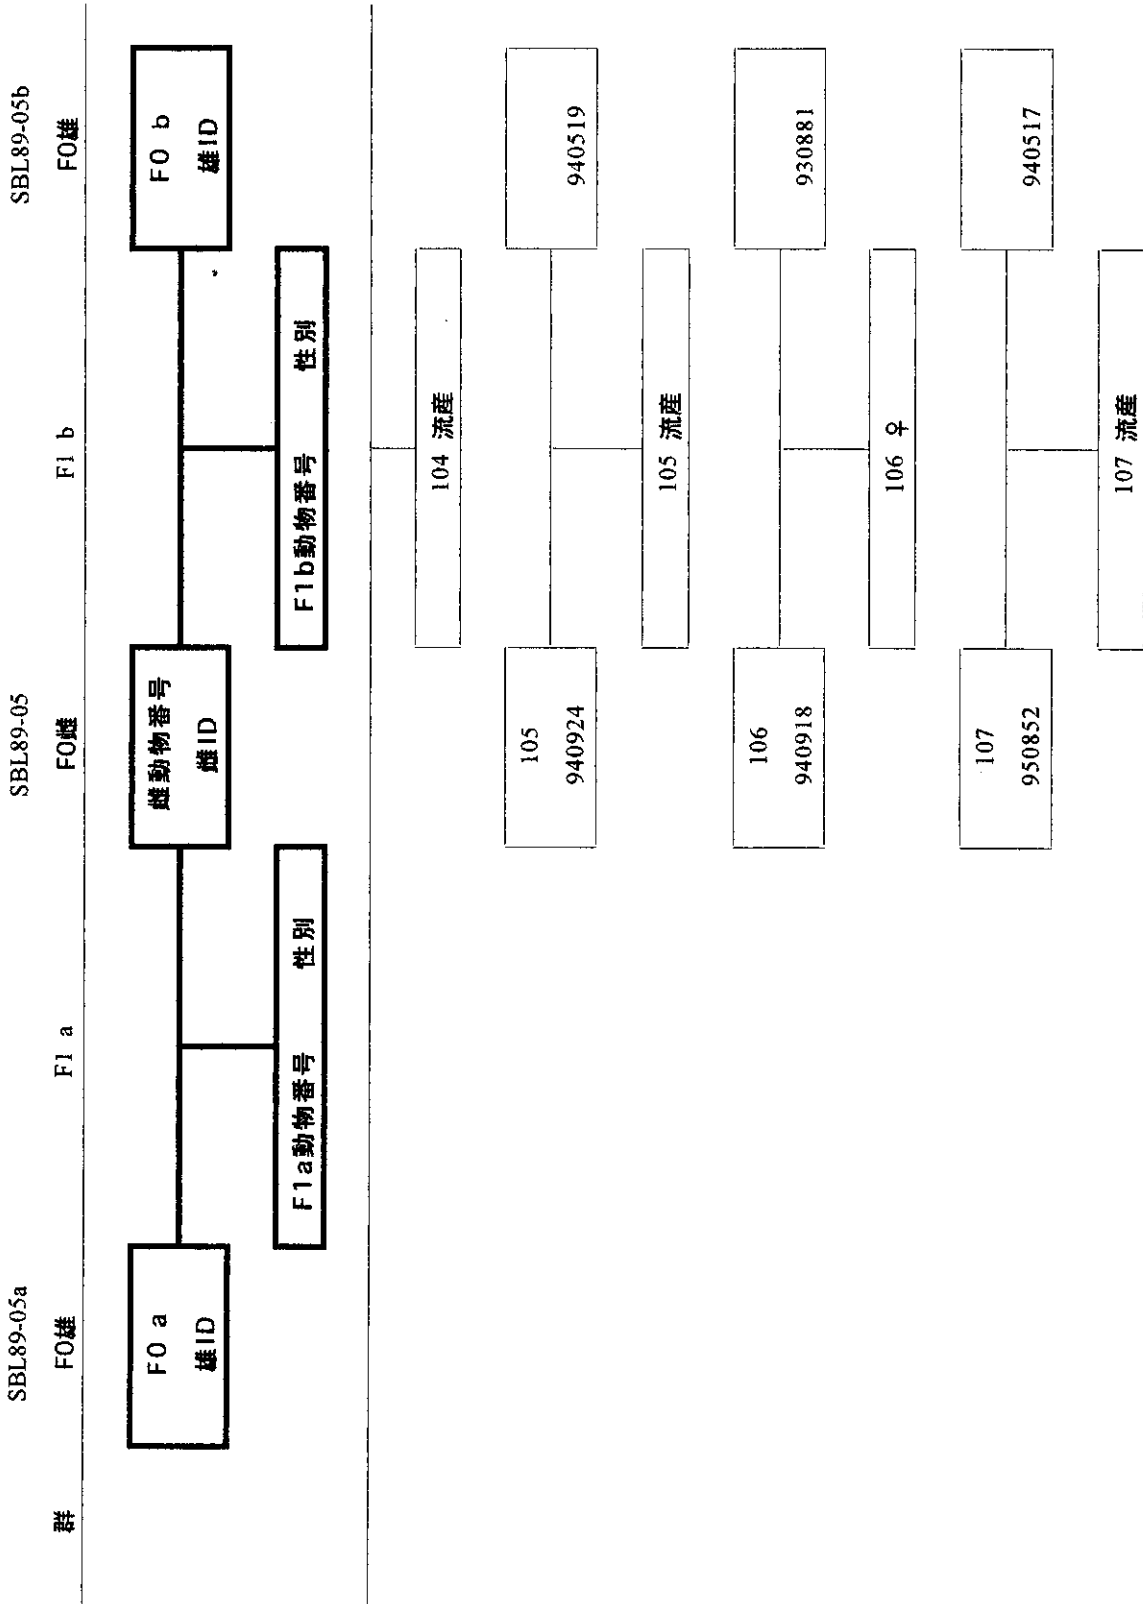 SBL89-05a SBL89-05 SBL89-05b
群 F0雄 F1 a F0雌 F1 b F0雄
F0 a
雄ID
雌動物番号
雌ID
F0 b
雄ID
F1a動物番号 性別
F1b動物番号 性別
104 流産
105
940924
940519
105 流産
106
940918
930881
106 ♀
107
950852
940517
107 流産